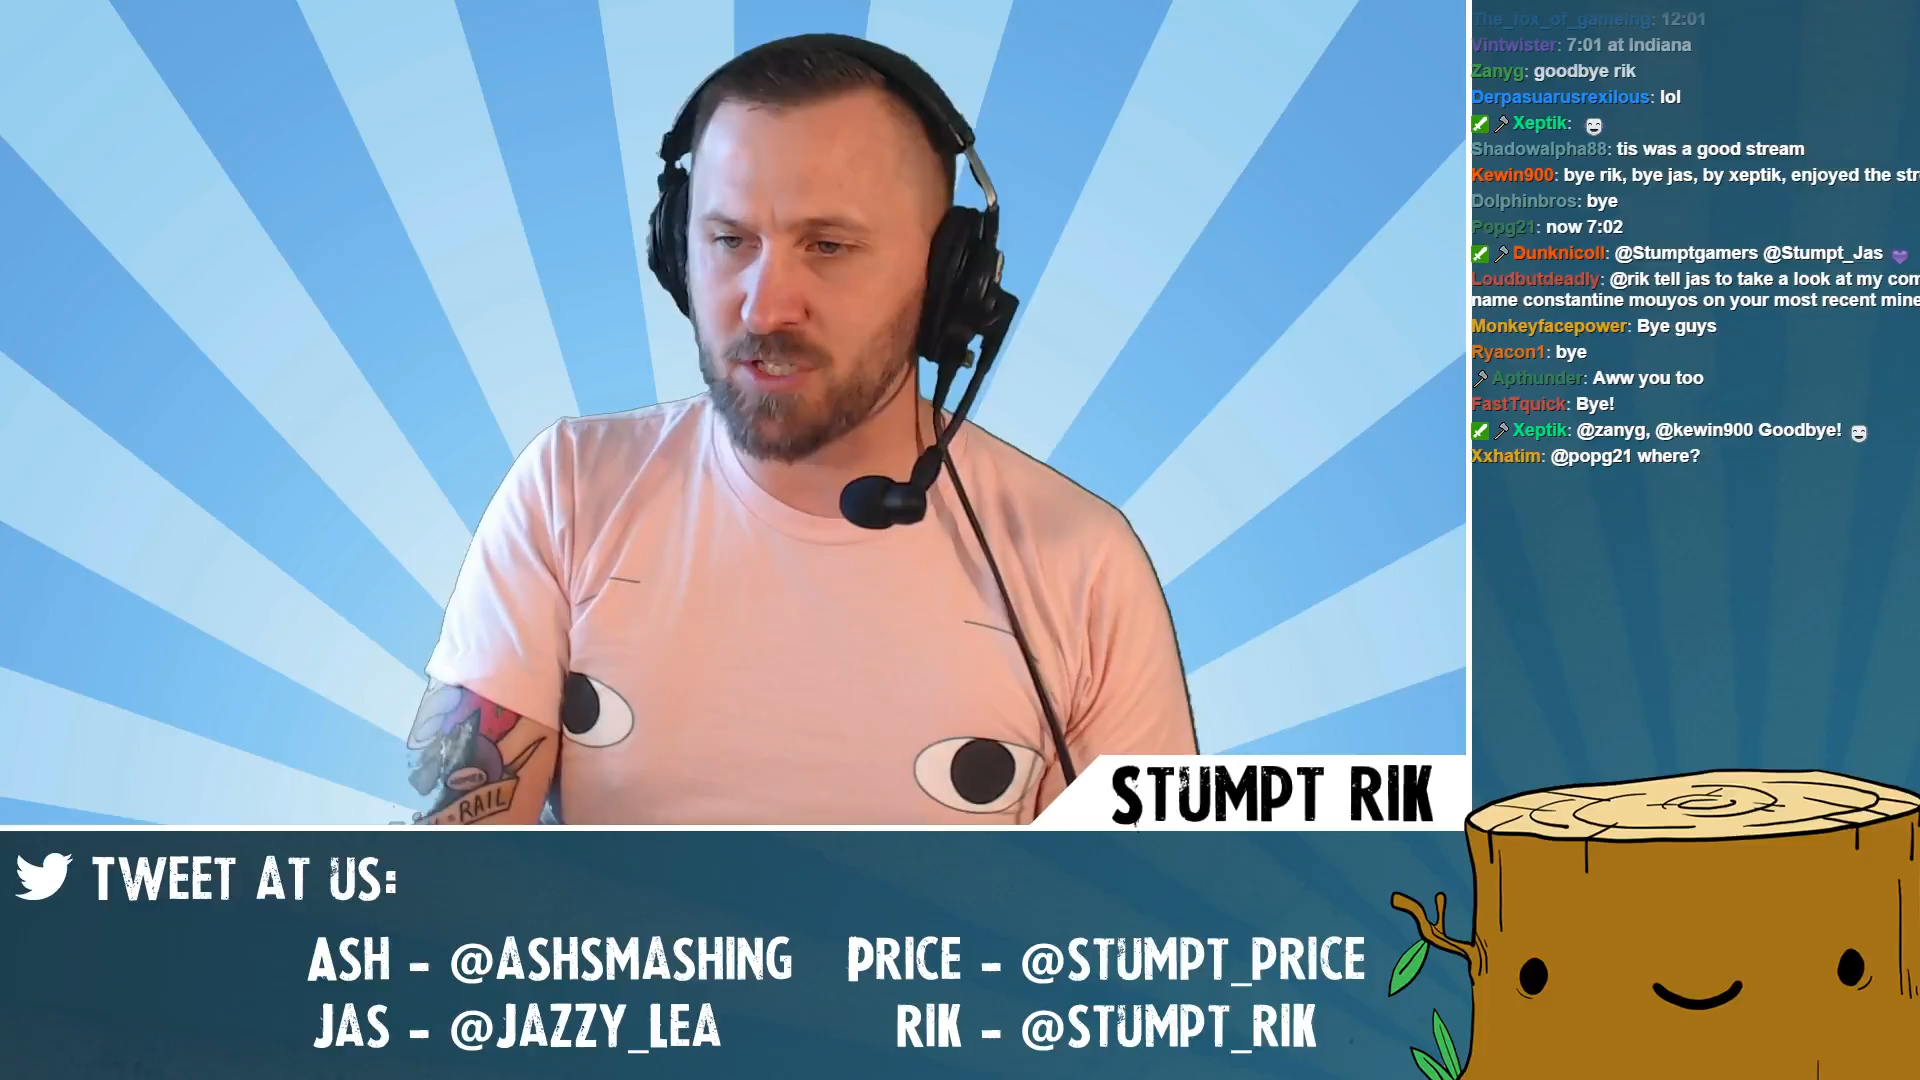 The_fox_of_gameing: 12:01
Vintwister: 7:01 at Indiana
Zanyg: goodbye rik
Derpasuarusrexilous: lol
Xeptik:
Shadowalpha88: tis was a good stream
Kewin900: bye rik, bye jas, by xeptik, enjoyed the stre
Dolphinbros: bye
Popg21: now 7:02
Dunknicoll: @Stumptgamers @Stumpt_Jas
Loudbutdeadly: @rik tell jas to take a look at my com
name constantine mouyos on your most recent mine
Monkeyfacepower: Bye guys
Ryacon1: bye
Apthunder: Aww you too
FastTquick: Bye!
Xeptik: @zanyg, @kewin900 Goodbye!
Xxhatim: @popg21 where?
RAIL
STUMPT RIK
TWEET AT US:
ASH - @ASHSMASHING PRICE - @STUMPT_PRICE
JAS - @JAZZY_LEA RIK - @STUMPT_RIK